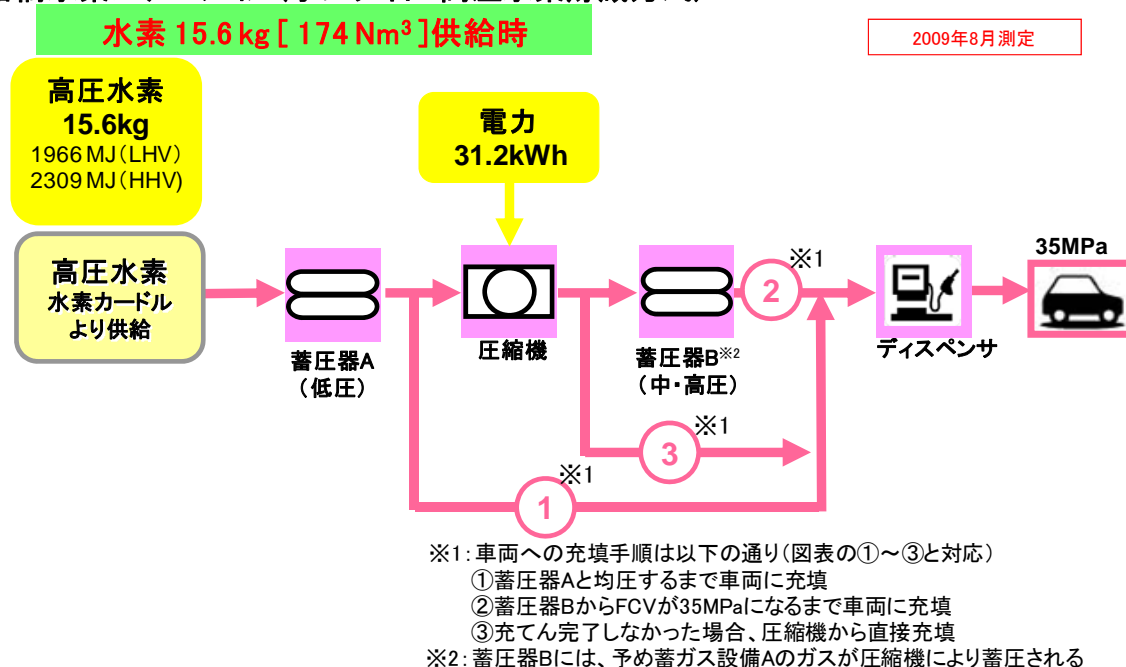 水素 15.6 kg [ 174 Nm³ ]供給時
2009年8月測定
高圧水素
15.6kg
1966 MJ(LHV)
2309 MJ(HHV)
電力
31.2kWh
高圧水素
水素カードル
より供給
蓄圧器A
(低圧)
圧縮機
蓄圧器B※2
(中・高圧)
2
※1
ディスペンサ
35MPa
3
※1
1
※1
※1:車両への充填手順は以下の通り(図表の①~③と対応)
①蓄圧器Aと均圧するまで車両に充填
②蓄圧器BからFCVが35MPaになるまで車両に充填
③充てん完了しなかった場合、圧縮機から直接充填
※2:蓄圧器Bには、予め蓄ガス設備Aのガスが圧縮機により蓄圧される